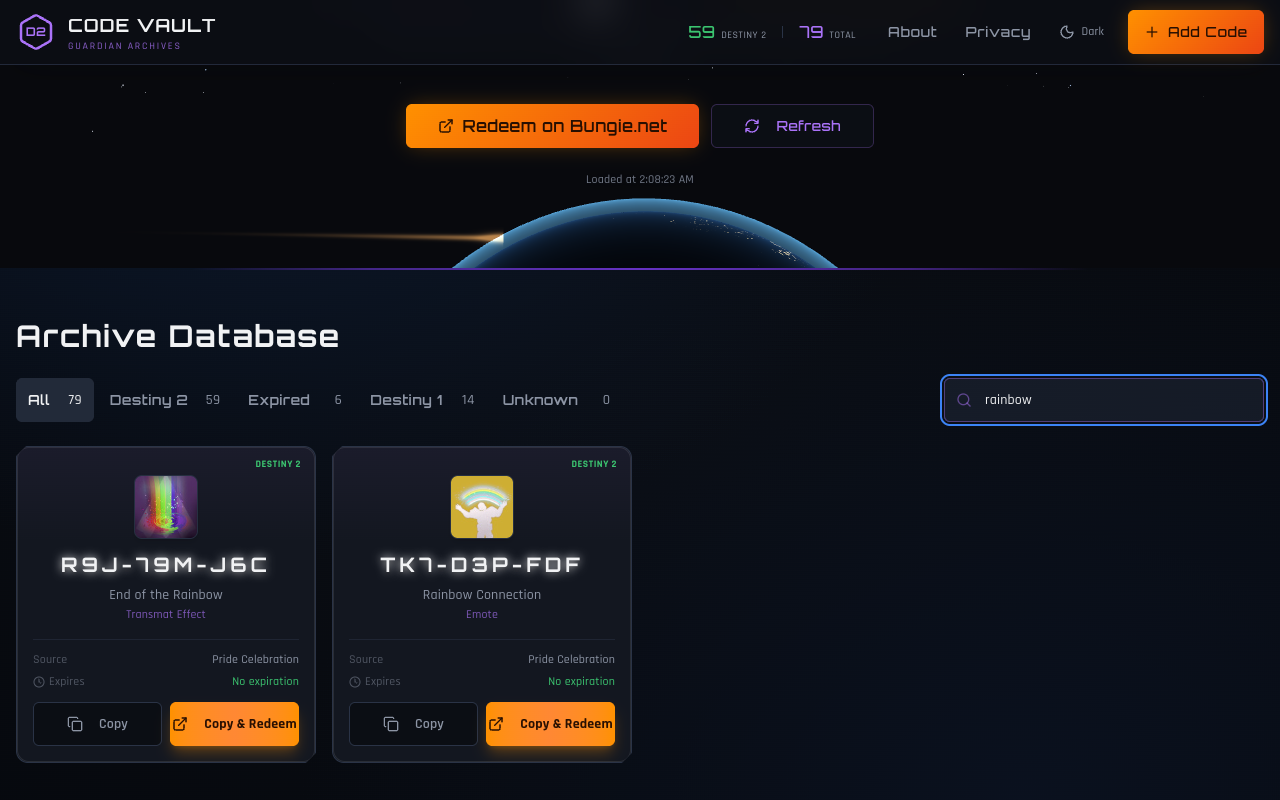 D2
CODE VAULT
GUARDIAN ARCHIVES
59 DESTINY 2
79 TOTAL
About
Privacy
Dark
Add Code
Redeem on Bungie.net
Refresh
Loaded at 2:08:23 AM
Archive Database
All 79
Destiny 2 59
Expired 6
Destiny 1 14
Unknown 0
rainbow
DESTINY 2
R9J-79M-J6C
End of the Rainbow
Transmat Effect
Source Pride Celebration
Expires No expiration
Copy
Copy & Redeem
DESTINY 2
TK7-D3P-FDF
Rainbow Connection
Emote
Source Pride Celebration
Expires No expiration
Copy
Copy & Redeem